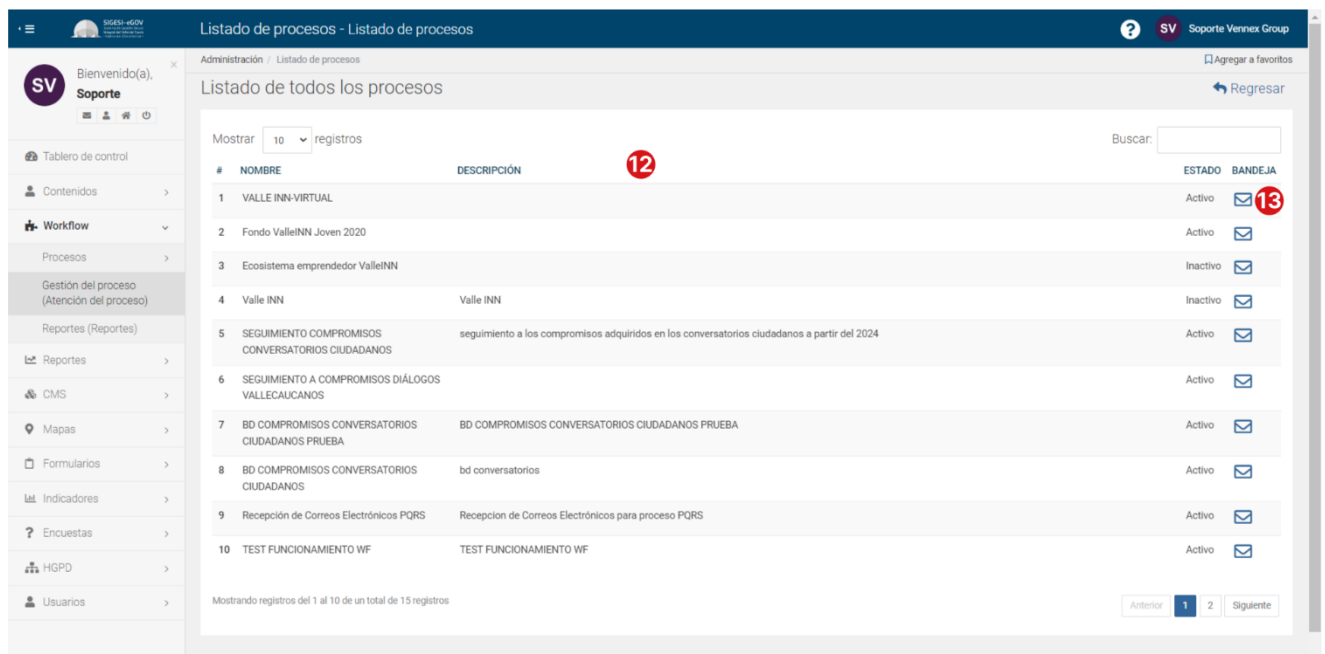 SIGESI-eGOV
Listado de procesos - Listado de procesos
?
SV
Soporte Vennex Group
Administración / Listado de procesos
Agregar a favoritos
Listado de todos los procesos
Regresar
SV
Bienvenido(a),
Soporte
×
Tablero de control
Contenidos
Workflow
Procesos
Gestión del proceso
(Atención del proceso)
Reportes (Reportes)
Reportes
CMS
Mapas
Formularios
Indicadores
? Encuestas
HGPD
Usuarios
Mostrar 10 registros
Buscar:
12
# NOMBRE DESCRIPCIÓN ESTADO BANDEJA
1 VALLE INN-VIRTUAL Activo
13
2 Fondo ValleINN Joven 2020 Activo
3 Ecosistema emprendedor ValleINN Inactivo
4 Valle INN Valle INN Inactivo
5 SEGUIMIENTO COMPROMISOS seguimiento a los compromisos adquiridos en los conversatorios ciudadanos a partir del 2024 Activo
CONVERSATORIOS CIUDADANOS
6 SEGUIMIENTO A COMPROMISOS DIÁLOGOS Activo
VALLECAUCANOS
7 BD COMPROMISOS CONVERSATORIOS BD COMPROMISOS CONVERSATORIOS CIUDADANOS PRUEBA Activo
CIUDADANOS PRUEBA
8 BD COMPROMISOS CONVERSATORIOS bd conversatorios Activo
CIUDADANOS
9 Recepción de Correos Electrónicos PQRS Recepcion de Correos Electrónicos para proceso PQRS Activo
10 TEST FUNCIONAMIENTO WF TEST FUNCIONAMIENTO WF Activo
Mostrando registros del 1 al 10 de un total de 15 registros
Anterior 1 2 Siguiente